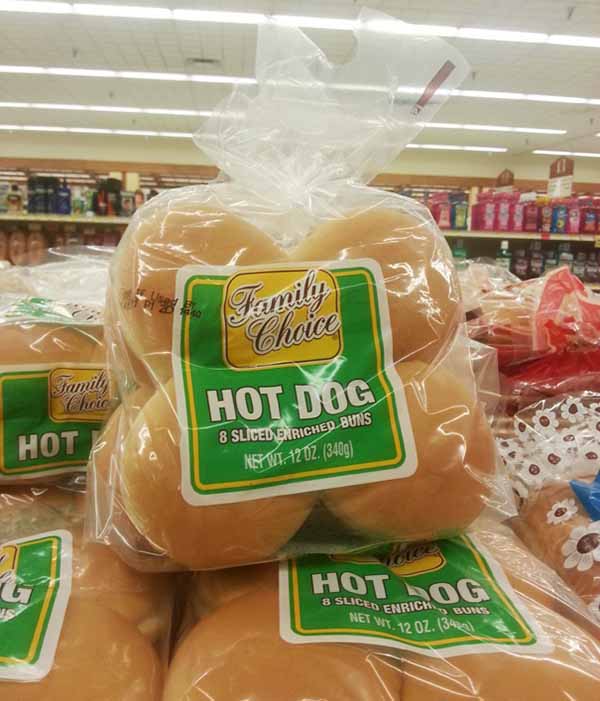 Family
Choice
HOT DOG
8 SLICED ENRICHED BUNS
NET WT. 12 OZ. (340g)
Family
Choice
HOT
HOT DOG
8 SLICED ENRICHED BUNS
NET WT. 12 OZ.